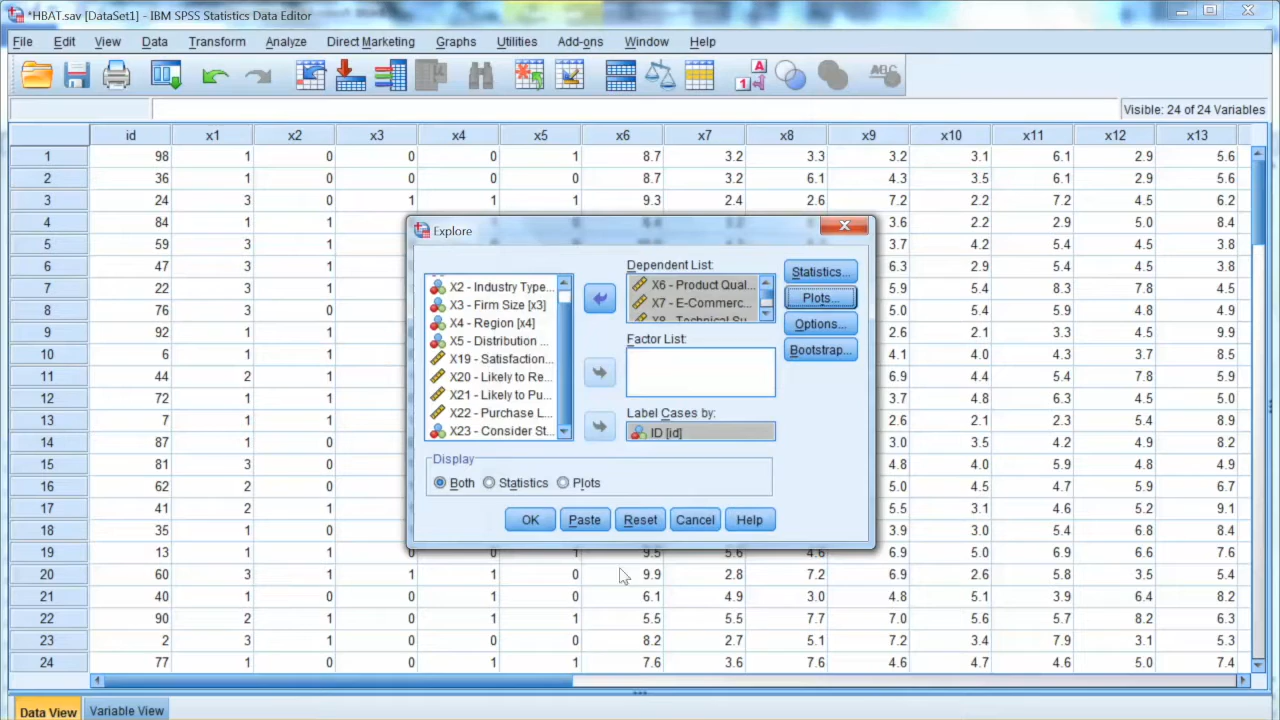 *HBAT.sav [DataSet1] - IBM SPSS Statistics Data Editor
File Edit View Data Transform Analyze Direct Marketing Graphs Utilities Add-ons Window Help
A 1 ABC
Visible: 24 of 24 Variables
id x1 x2 x3 x4 x5 x6 x7 x8 x9 x10 x11 x12 x13
1 98 1 0 0 0 1 8.7 3.2 3.3 3.2 3.1 6.1 2.9 5.6
2 36 1 0 0 0 0 8.7 3.2 6.1 4.3 3.5 6.1 2.9 5.6
3 24 3 0 1 1 1 9.3 2.4 2.6 7.2 2.2 7.2 4.5 6.2
4 84 1 1 3.6 2.2 2.9 5.0 8.4
5 59 3 1 3.7 4.2 5.4 4.5 3.8
6 47 3 1 6.3 2.9 5.4 4.5 3.8
7 22 3 1 5.9 5.4 8.3 7.8 4.5
8 76 3 1 5.0 5.4 5.9 4.8 4.9
9 92 1 1 2.6 2.1 3.3 4.5 9.9
10 6 1 0 4.1 4.0 4.3 3.7 8.5
11 44 2 1 6.9 4.4 5.4 7.8 5.9
12 72 1 1 3.7 4.8 6.3 4.5 5.0
13 7 1 0 2.6 2.1 2.3 5.4 8.9
14 87 1 0 3.0 3.5 4.2 4.9 8.2
15 81 3 0 4.8 4.0 5.9 4.8 4.9
16 62 2 0 5.0 4.5 4.7 5.9 6.7
17 41 2 1 5.5 3.1 4.6 5.2 9.1
18 35 1 0 3.9 3.0 5.4 6.8 8.4
19 13 1 1 0 0 1 9.5 5.6 4.6 6.9 5.0 6.9 6.6 7.6
20 60 3 1 1 1 0 9.9 2.8 7.2 6.9 2.6 5.8 3.5 5.4
21 40 1 0 0 1 0 6.1 4.9 3.0 4.8 5.1 3.9 6.4 8.2
22 90 2 1 0 0 0 5.5 5.5 7.7 7.0 5.6 5.7 8.2 6.3
23 2 3 1 0 0 0 8.2 2.7 5.1 7.2 3.4 7.9 3.1 5.3
24 77 1 0 0 1 1 7.6 3.6 7.6 4.6 4.7 4.6 5.0 7.4
Explore
X2 - Industry Type...
X3 - Firm Size [x3]
X4 - Region [x4]
X5 - Distribution ...
X19 - Satisfaction...
X20 - Likely to Re...
X21 - Likely to Pu...
X22 - Purchase L...
X23 - Consider St...
Dependent List:
X6 - Product Qual...
X7 - E-Commerc...
X8 - Technical Su...
Factor List:
Label Cases by:
ID [id]
Statistics...
Plots...
Options...
Bootstrap...
Display
Both Statistics Plots
OK Paste Reset Cancel Help
Data View Variable View